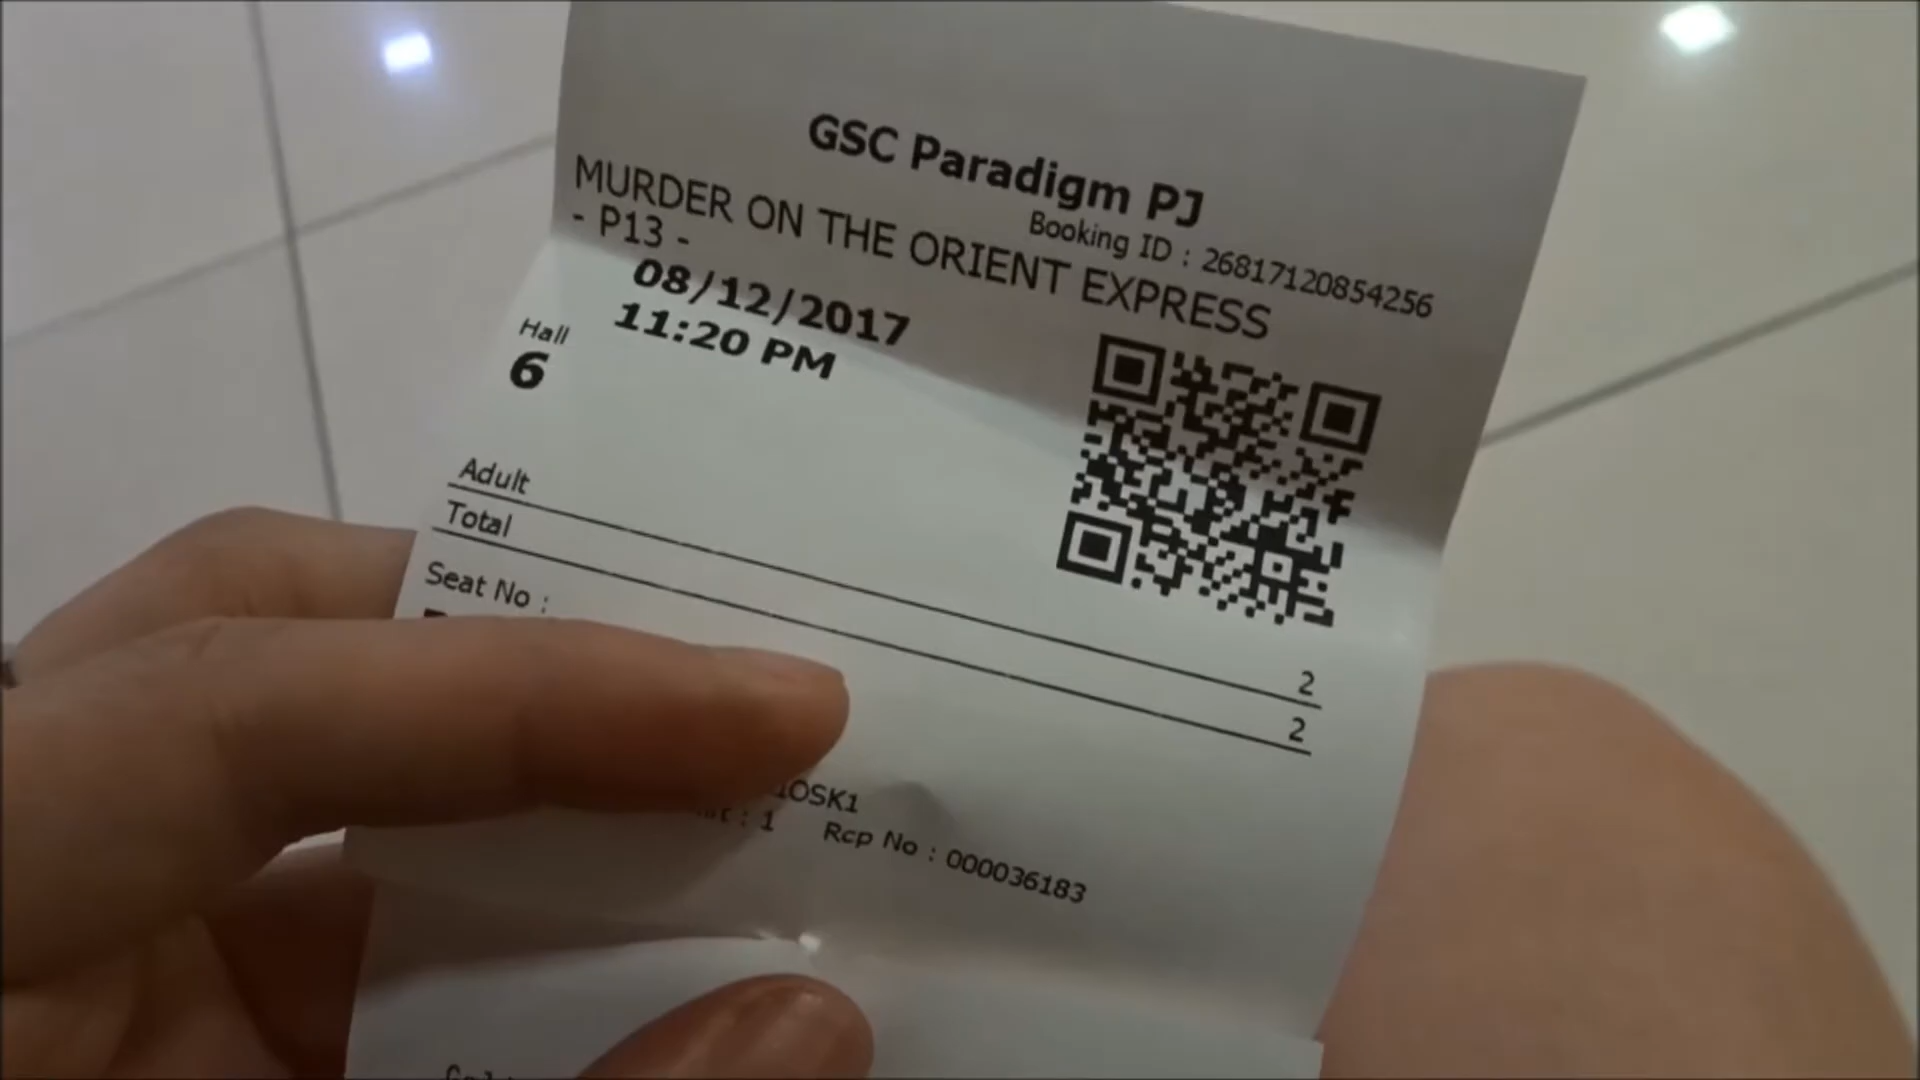 GSC Paradigm PJ
Booking ID : 26817120854256
MURDER ON THE ORIENT EXPRESS
- P13 -
08/12/2017
Hall
11:20 PM
6
Adult 2
Total 2
Seat No :
: 1 Rcp No : 000036183